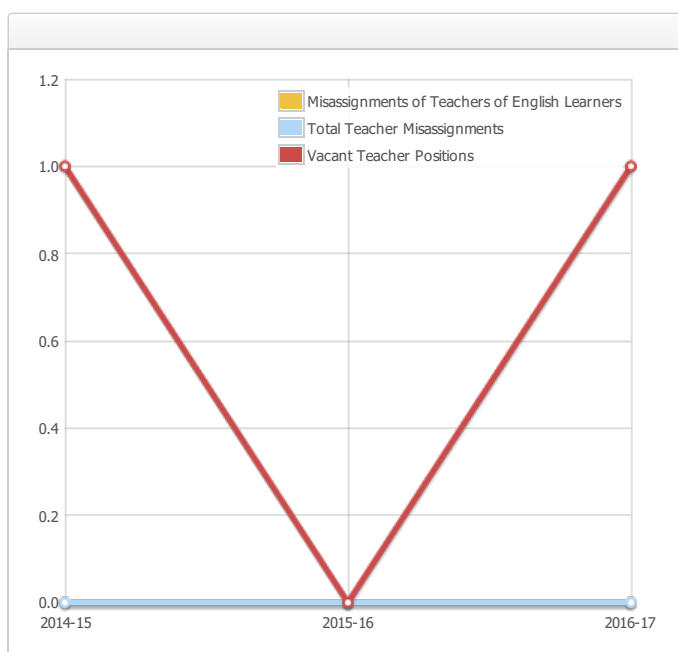 1.2
Misassignments of Teachers of English Learners
Total Teacher Misassignments
Vacant Teacher Positions
1.0
0.8
0.6
0.4
0.2
0.0
2014-15 2015-16 2016-17